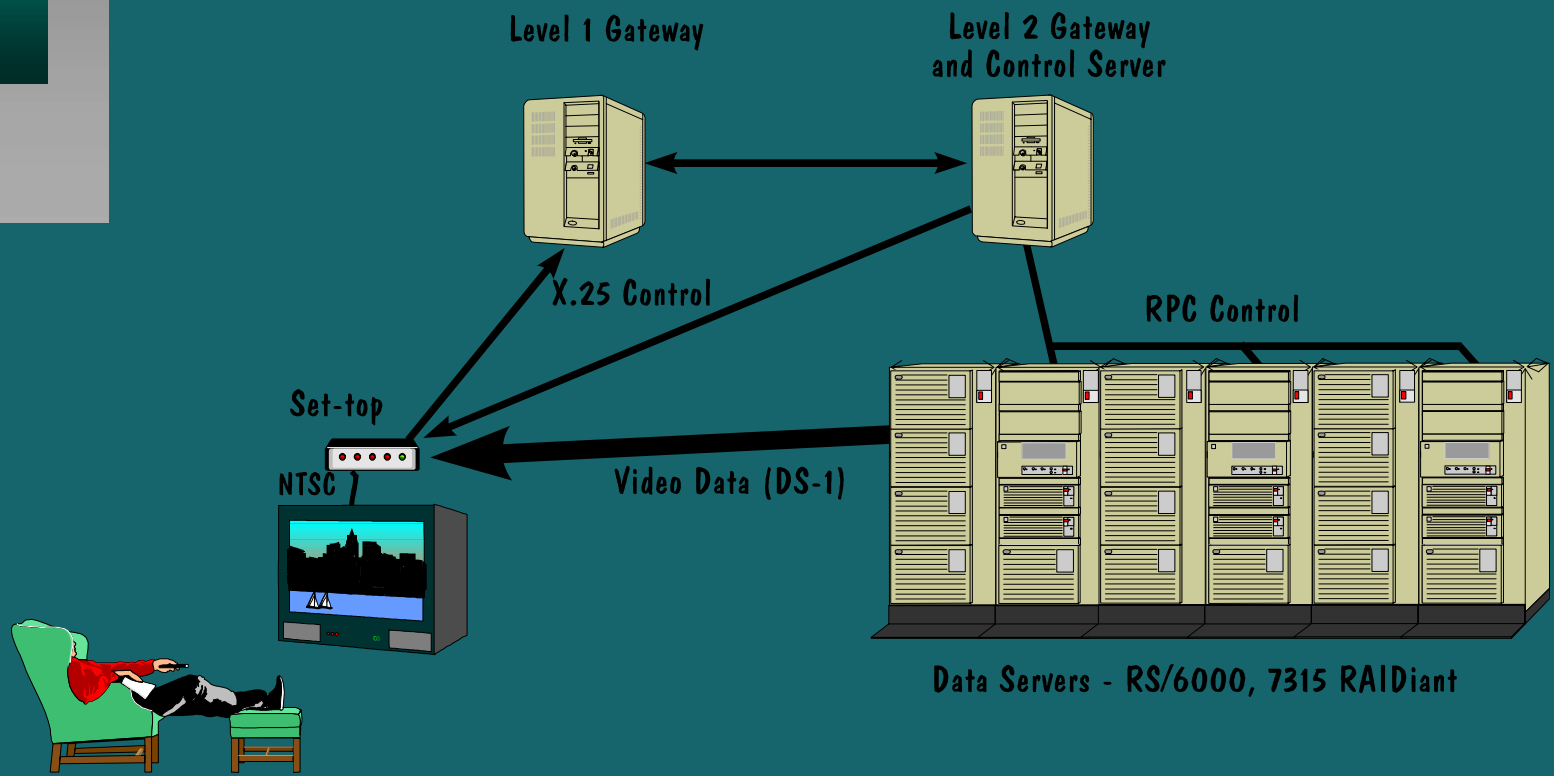 Level 1 Gateway
Level 2 Gateway
and Control Server
X.25 Control
RPC Control
Set-top
NTSC
Video Data (DS-1)
Data Servers - RS/6000, 7315 RAIDiant